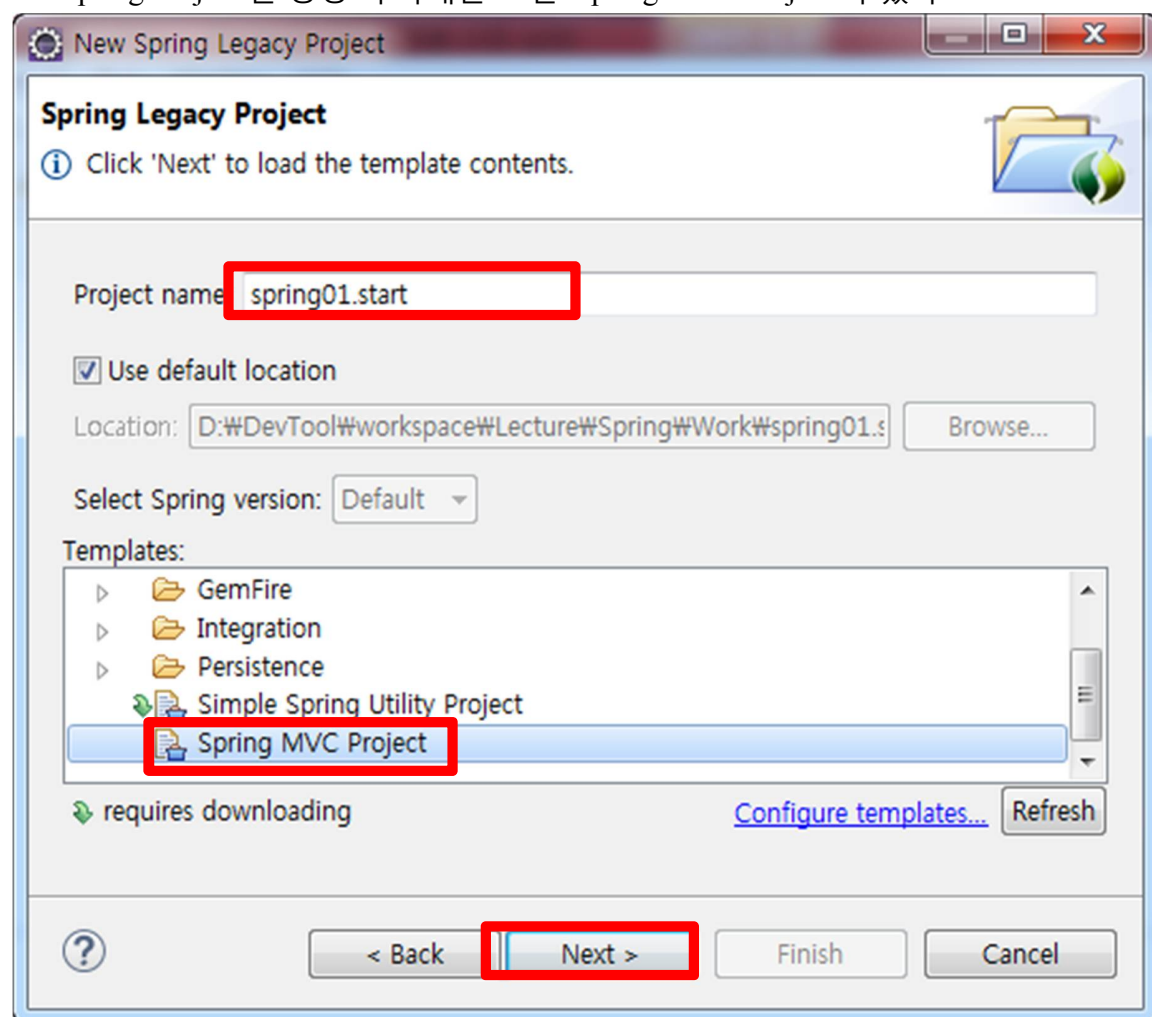 New Spring Legacy Project
Spring Legacy Project
Click 'Next' to load the template contents.
Project name spring01.start
Use default location
Location: D:₩DevTool₩workspace₩Lecture₩Spring₩Work₩spring01.s Browse...
Select Spring version: Default
Templates:
GemFire
Integration
Persistence
Simple Spring Utility Project
Spring MVC Project
requires downloading Configure templates... Refresh
< Back Next > Finish Cancel